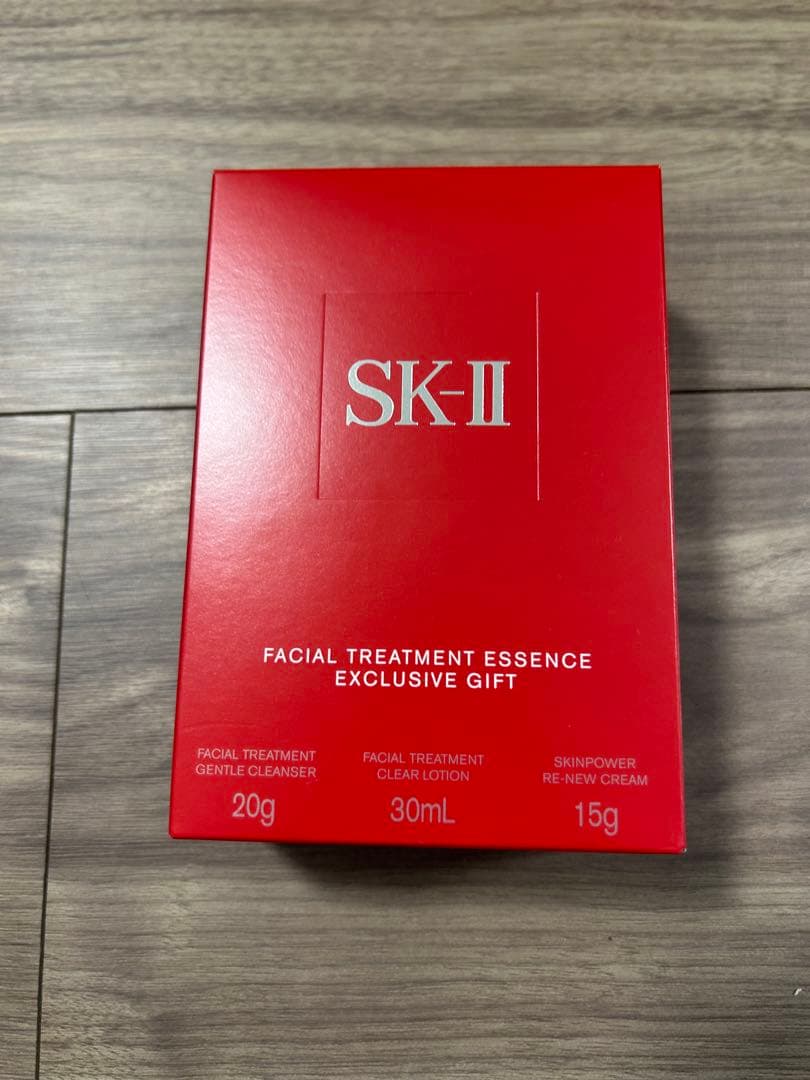 SK-II
FACIAL TREATMENT ESSENCE
EXCLUSIVE GIFT
FACIAL TREATMENT
GENTLE CLEANSER
20g
FACIAL TREATMENT
CLEAR LOTION
30mL
SKINPOWER
RE-NEW CREAM
15g